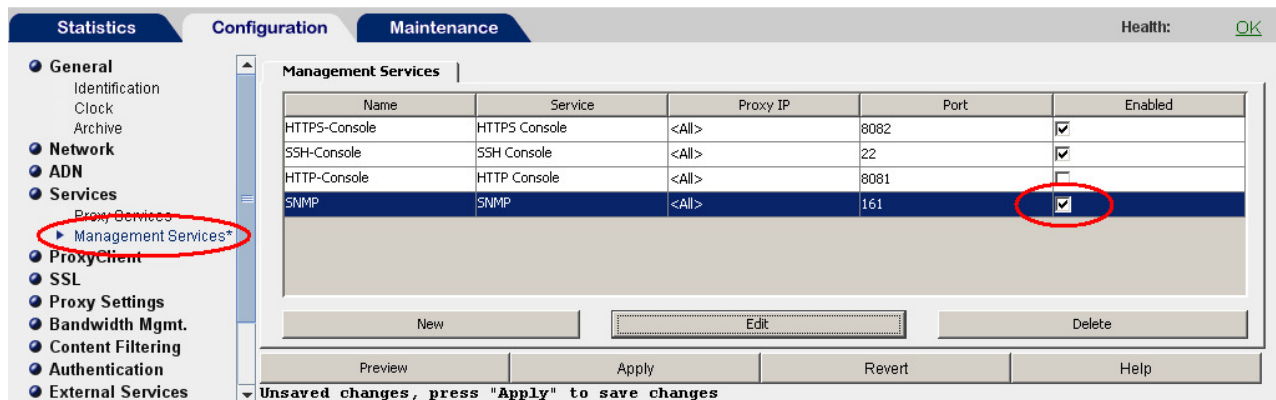 Statistics Configuration Maintenance Health: OK
General
Identification
Clock
Archive
Network
ADN
Services
Proxy Services
Management Services*
ProxyClient
SSL
Proxy Settings
Bandwidth Mgmt.
Content Filtering
Authentication
External Services
Management Services
Name Service Proxy IP Port Enabled
HTTPS-Console HTTPS Console <All> 8082
SSH-Console SSH Console <All> 22
HTTP-Console HTTP Console <All> 8081
SNMP SNMP <All> 161
New Edit Delete
Preview Apply Revert Help
Unsaved changes, press "Apply" to save changes